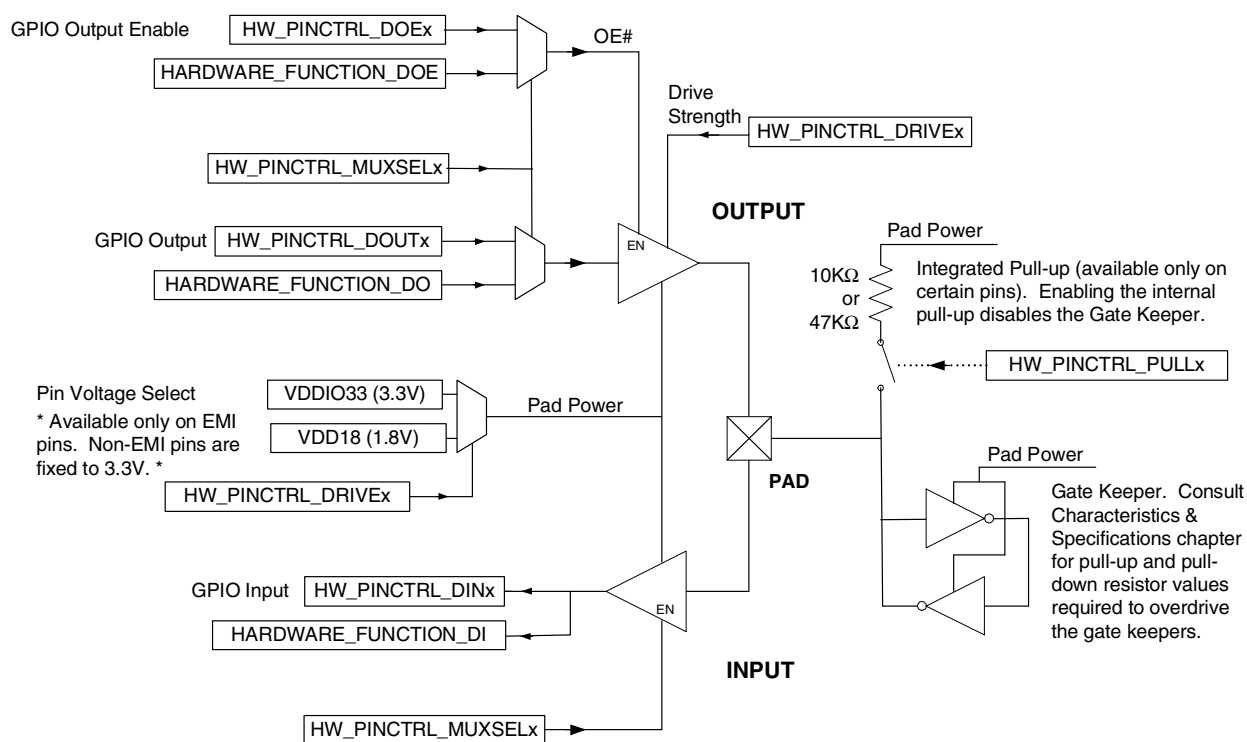 GPIO Output Enable
HW_PINCTRL_DOEx
OE#
HARDWARE_FUNCTION_DOE
Drive
Strength
HW_PINCTRL_DRIVEx
HW_PINCTRL_MUXSELx
OUTPUT
GPIO Output
HW_PINCTRL_DOUTx
EN
HARDWARE_FUNCTION_DO
Pad Power
10KΩ
or
47KΩ
Integrated Pull-up (available only on
certain pins). Enabling the internal
pull-up disables the Gate Keeper.
HW_PINCTRL_PULLx
Pin Voltage Select
* Available only on EMI
pins. Non-EMI pins are
fixed to 3.3V. *
VDDIO33 (3.3V)
VDD18 (1.8V)
Pad Power
HW_PINCTRL_DRIVEx
PAD
Pad Power
Gate Keeper. Consult
Characteristics &
Specifications chapter
for pull-up and pull-
down resistor values
required to overdrive
the gate keepers.
GPIO Input
HW_PINCTRL_DINx
EN
HARDWARE_FUNCTION_DI
INPUT
HW_PINCTRL_MUXSELx